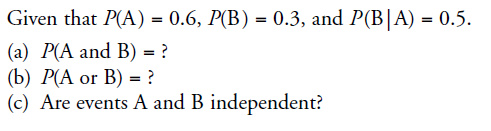 Given that P(A) = 0.6, P(B) = 0.3, and P(B|A) = 0.5.
(a) P(A and B) = ?
(b) P(A or B) = ?
(c) Are events A and B independent?